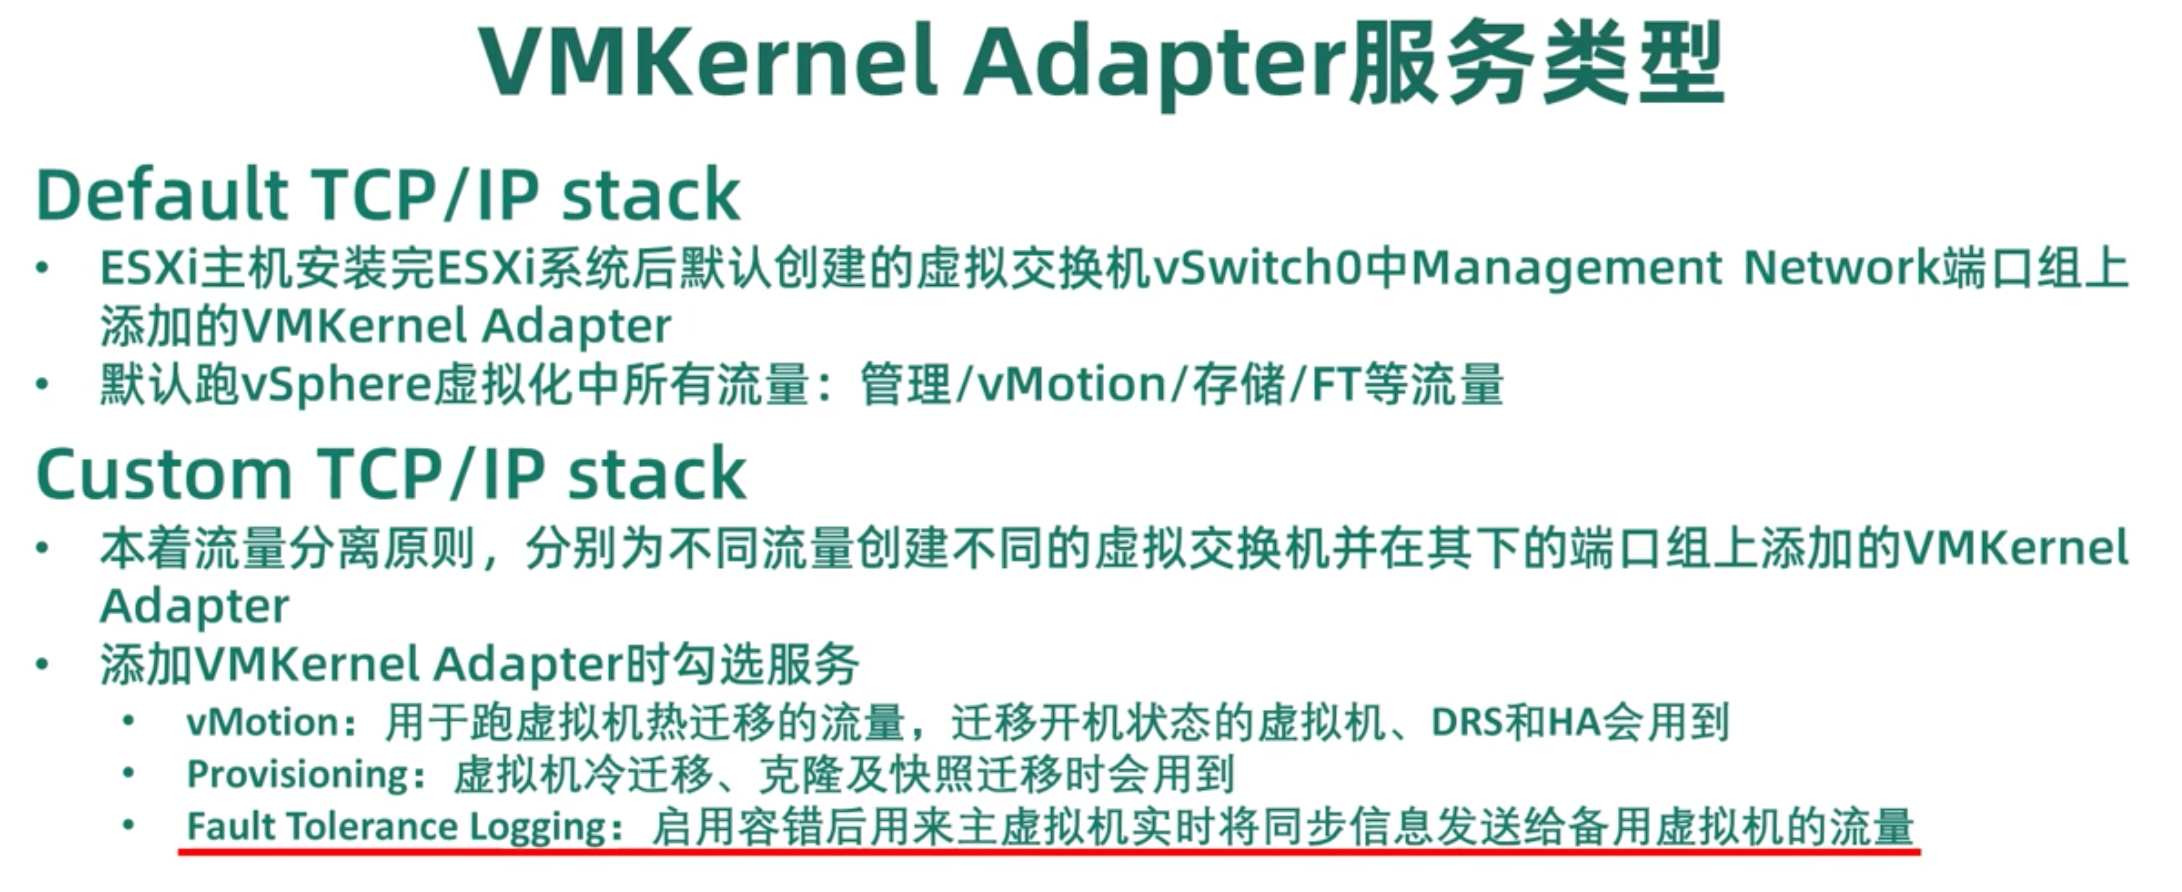 VMKernel Adapter服务类型
Default TCP/IP stack
• ESXi主机安装完ESXi系统后默认创建的虚拟交换机vSwitch0中Management Network端口组上
添加的VMKernel Adapter
• 默认跑vSphere虚拟化中所有流量：管理/vMotion/存储/FT等流量
Custom TCP/IP stack
• 本着流量分离原则，分别为不同流量创建不同的虚拟交换机并在其下的端口组上添加的VMKernel
Adapter
• 添加VMKernel Adapter时勾选服务
• vMotion：用于跑虚拟机热迁移的流量，迁移开机状态的虚拟机、DRS和HA会用到
• Provisioning：虚拟机冷迁移、克隆及快照迁移时会用到
• Fault Tolerance Logging：启用容错后用来主虚拟机实时将同步信息发送给备用虚拟机的流量